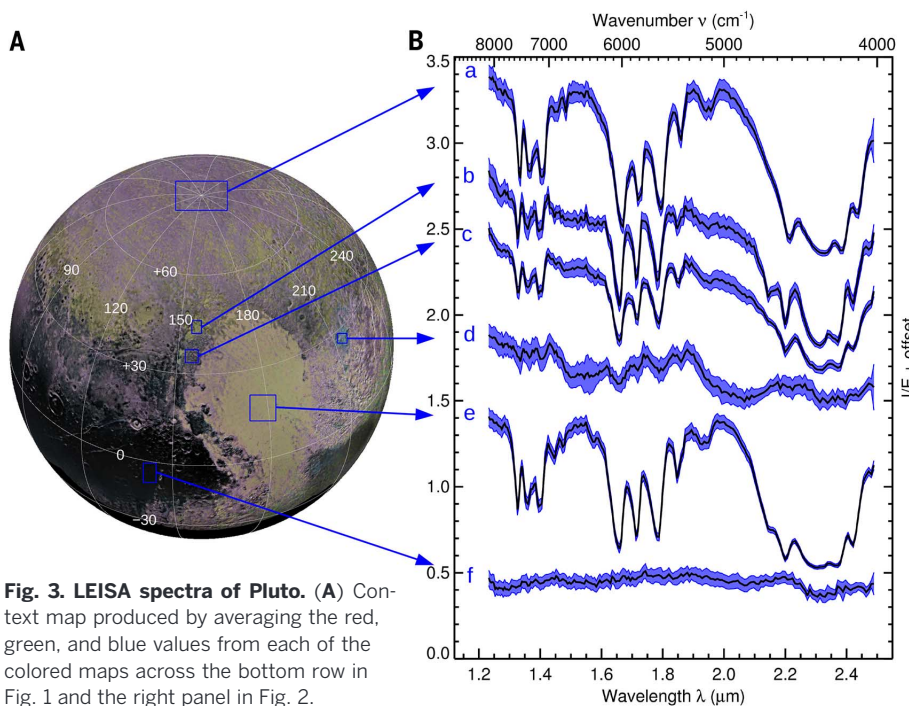 A
90
+60
240
120
210
150
180
+30
0
−30
B
Wavenumber ν (cm⁻¹)
8000 7000 6000 5000 4000
3.5
a
3.0
b
2.5
c
2.0
d
1.5
e
1.0
f
0.5
0.0
1.2 1.4 1.6 1.8 2.0 2.2 2.4
Wavelength λ (μm)
offset
Fig. 3. LEISA spectra of Pluto. (A) Con-
text map produced by averaging the red,
green, and blue values from each of the
colored maps across the bottom row in
Fig. 1 and the right panel in Fig. 2.